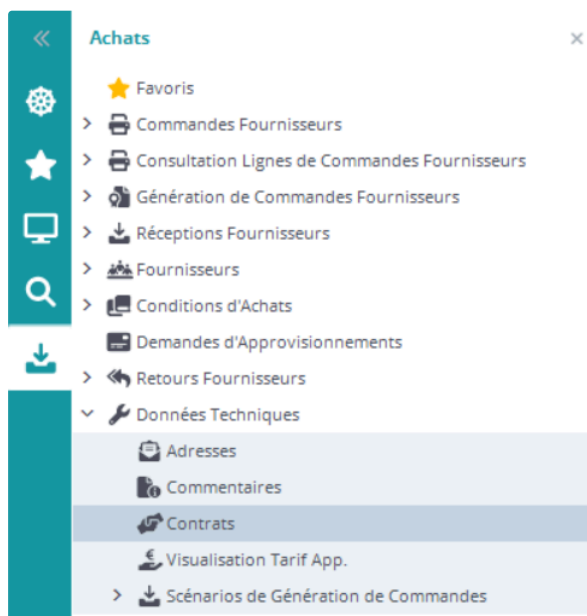 Achats
Favoris
Commandes Fournisseurs
Consultation Lignes de Commandes Fournisseurs
Génération de Commandes Fournisseurs
Réceptions Fournisseurs
Fournisseurs
Conditions d'Achats
Demandes d'Approvisionnements
Retours Fournisseurs
Données Techniques
Adresses
Commentaires
Contrats
Visualisation Tarif App.
Scénarios de Génération de Commandes